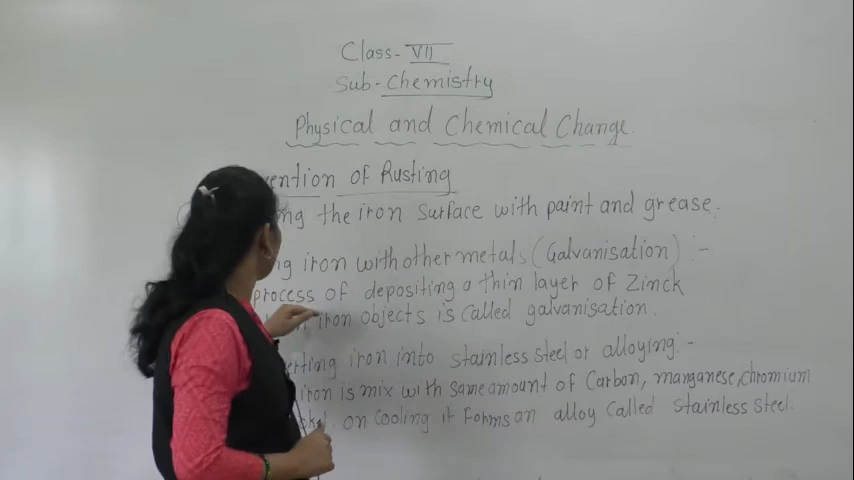 Class- VII
Sub- Chemistry
Physical and Chemical Change.
ention of Rusting
ng the iron surface with paint and grease.
ng iron with other metals (Galvanisation) :-
process of depositing a thin layer of Zinck
iron objects is called galvanisation.
erting iron into stainless steel or alloying:-
iron is mix with same amount of Carbon, manganese, chromium
on cooling it forms an alloy called stainless steel.